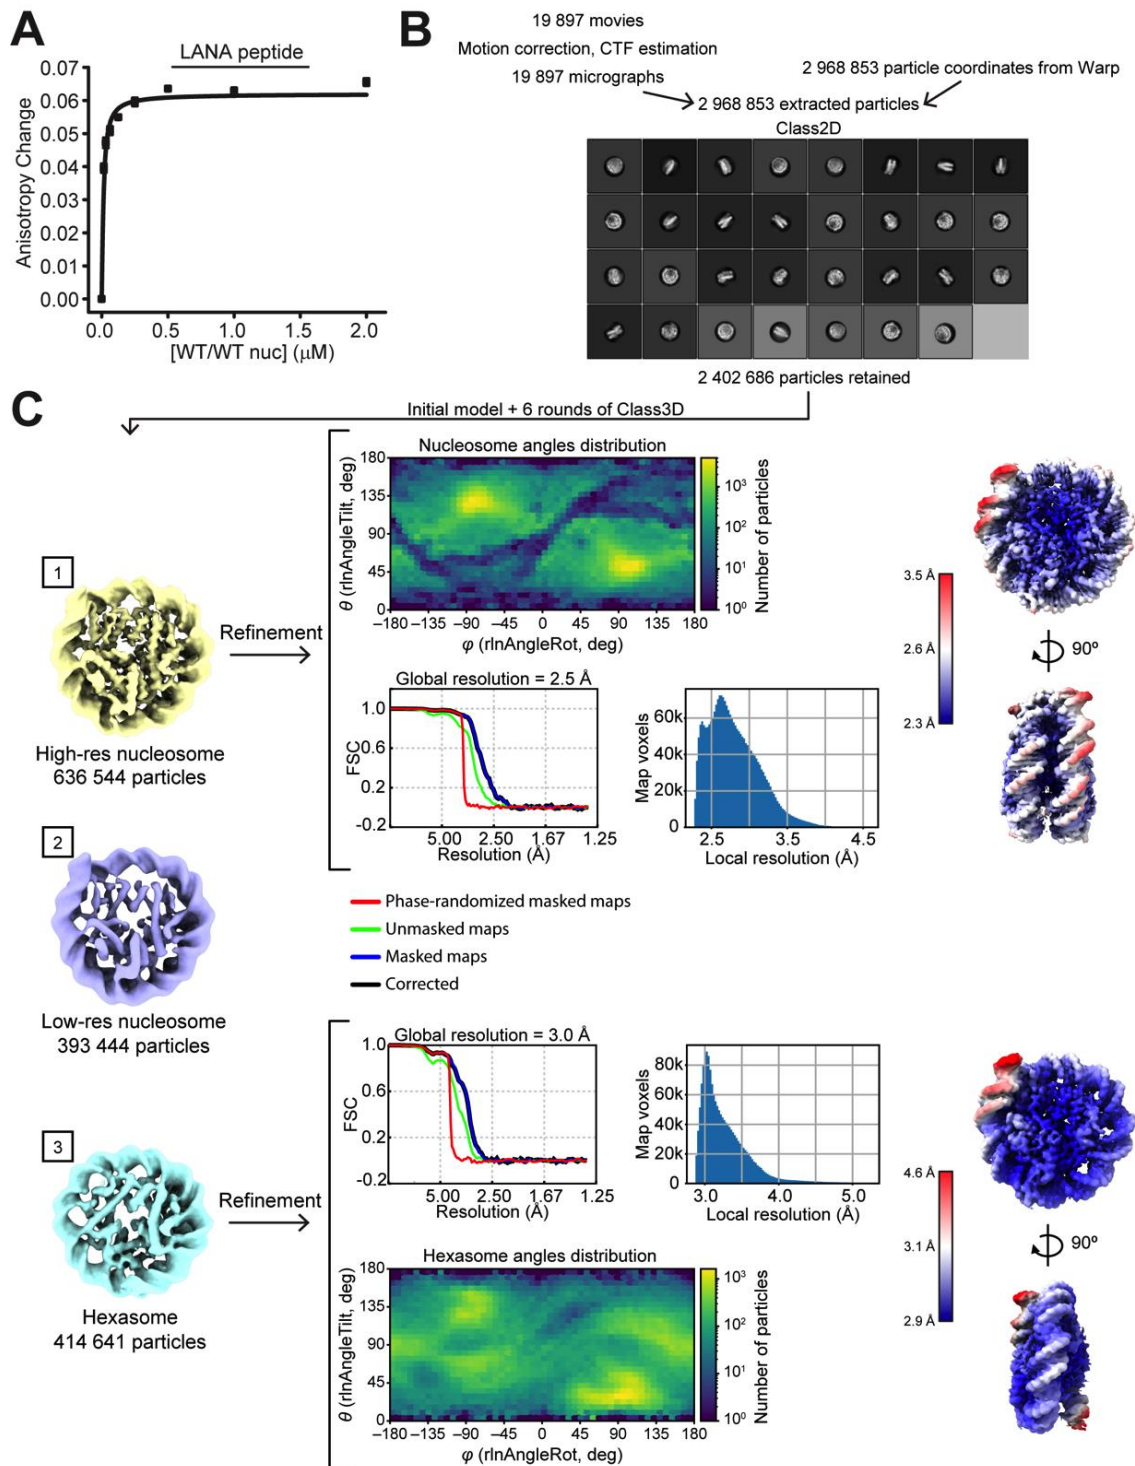 A
LANA peptide
0.07
0.06
0.05
0.04
0.03
0.02
0.01
0.00
Anisotropy Change
0.0 0.5 1.0 1.5 2.0
[WT/WT nuc] (μM)
B
19 897 movies
Motion correction, CTF estimation
19 897 micrographs
2 968 853 particle coordinates from Warp
2 968 853 extracted particles
Class2D
2 402 686 particles retained
C
Initial model + 6 rounds of Class3D
1
High-res nucleosome
636 544 particles
Refinement
Nucleosome angles distribution
180
135
90
45
0
θ (rlnAngleTilt, deg)
−180 −135 −90 −45 0 45 90 135 180
φ (rlnAngleRot, deg)
10³
10²
10¹
10⁰
Number of particles
Global resolution = 2.5 Å
1.0
0.6
0.2
-0.2
FSC
5.00 2.50 1.67 1.25
Resolution (Å)
60k
40k
20k
0
Map voxels
2.5 3.5 4.5
Local resolution (Å)
3.5 Å
2.6 Å
2.3 Å
90º
2
Low-res nucleosome
393 444 particles
Phase-randomized masked maps
Unmasked maps
Masked maps
Corrected
3
Hexasome
414 641 particles
Refinement
Global resolution = 3.0 Å
1.0
0.6
0.2
-0.2
FSC
5.00 2.50 1.67 1.25
Resolution (Å)
80k
60k
40k
20k
0
Map voxels
3.0 4.0 5.0
Local resolution (Å)
4.6 Å
3.1 Å
2.9 Å
90º
Hexasome angles distribution
180
135
90
45
0
θ (rlnAngleTilt, deg)
−180 −135 −90 −45 0 45 90 135 180
φ (rlnAngleRot, deg)
10³
10²
10¹
10⁰
Number of particles